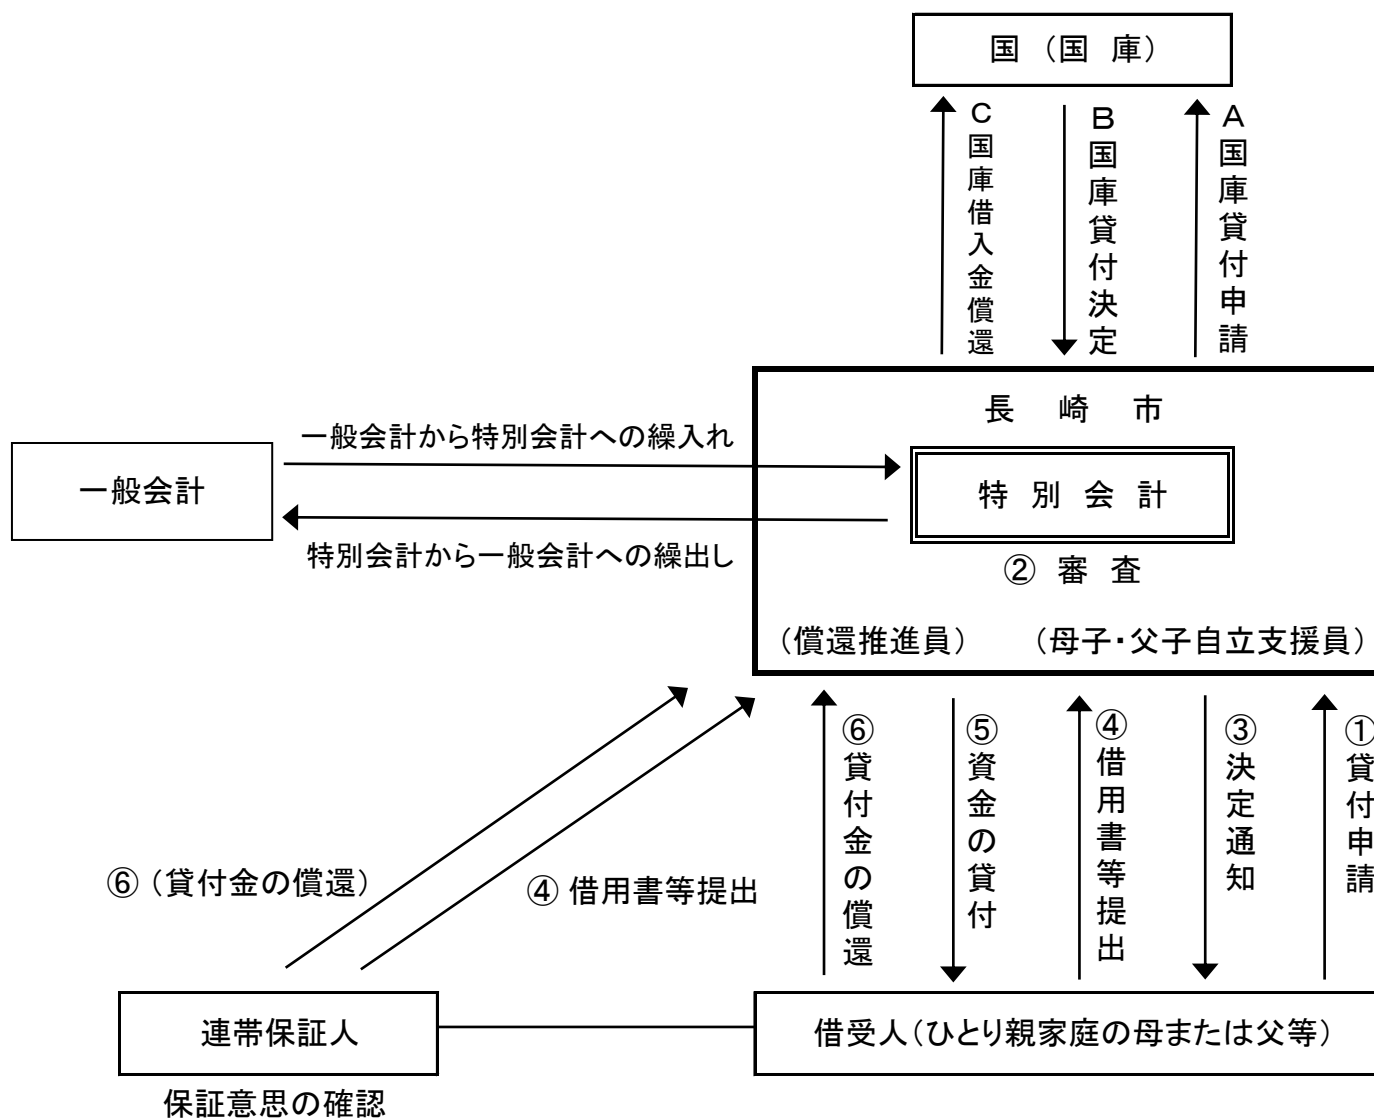 国（国　庫）
C国庫借入金償還
B国庫貸付決定
A国庫貸付申請
長　崎　市
一般会計から特別会計への繰入れ
一般会計
特　別　会　計
特別会計から一般会計への繰出し
② 審　査
（償還推進員）　（母子・父子自立支援員）
⑥貸付金の償還
⑤資金の貸付
④借用書等提出
③決定通知
①貸付申請
⑥（貸付金の償還）
④ 借用書等提出
連帯保証人
借受人（ひとり親家庭の母または父等）
保証意思の確認